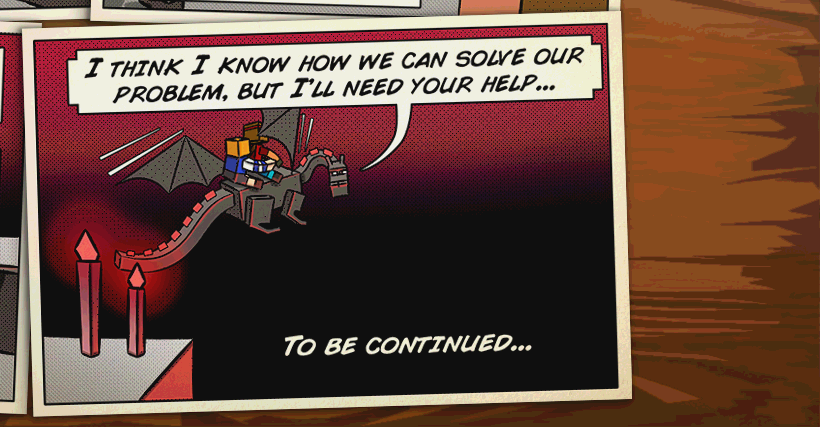 I THINK I KNOW HOW WE CAN SOLVE OUR
PROBLEM, BUT I'LL NEED YOUR HELP...
TO BE CONTINUED...